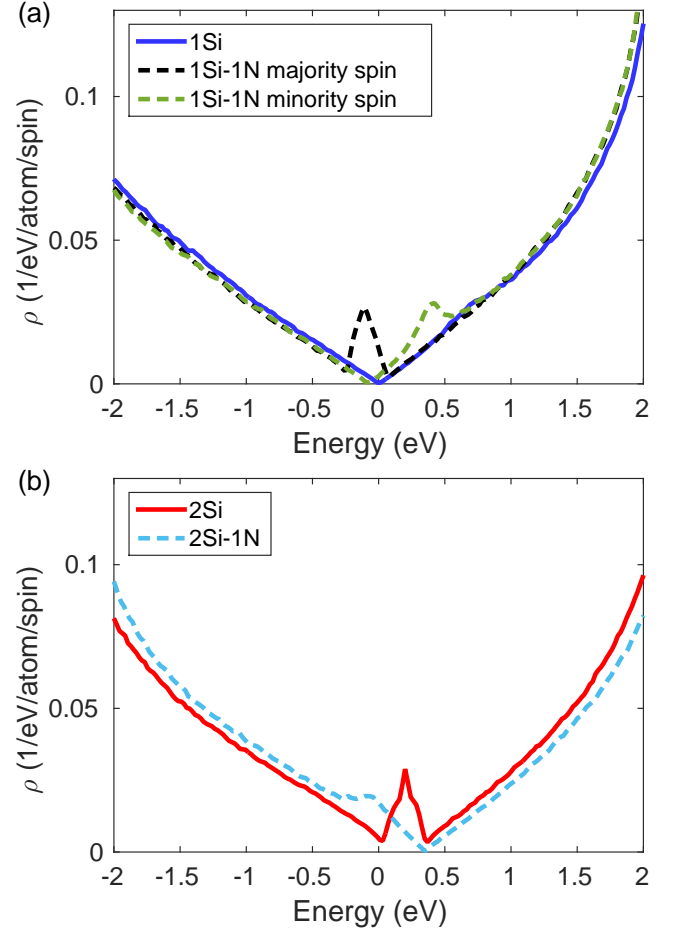 (a)
1Si
1Si-1N majority spin
1Si-1N minority spin
0.1
0.05
0
ρ (1/eV/atom/spin)
-2 -1.5 -1 -0.5 0 0.5 1 1.5 2
Energy (eV)
(b)
2Si
2Si-1N
0.1
0.05
0
ρ (1/eV/atom/spin)
-2 -1.5 -1 -0.5 0 0.5 1 1.5 2
Energy (eV)